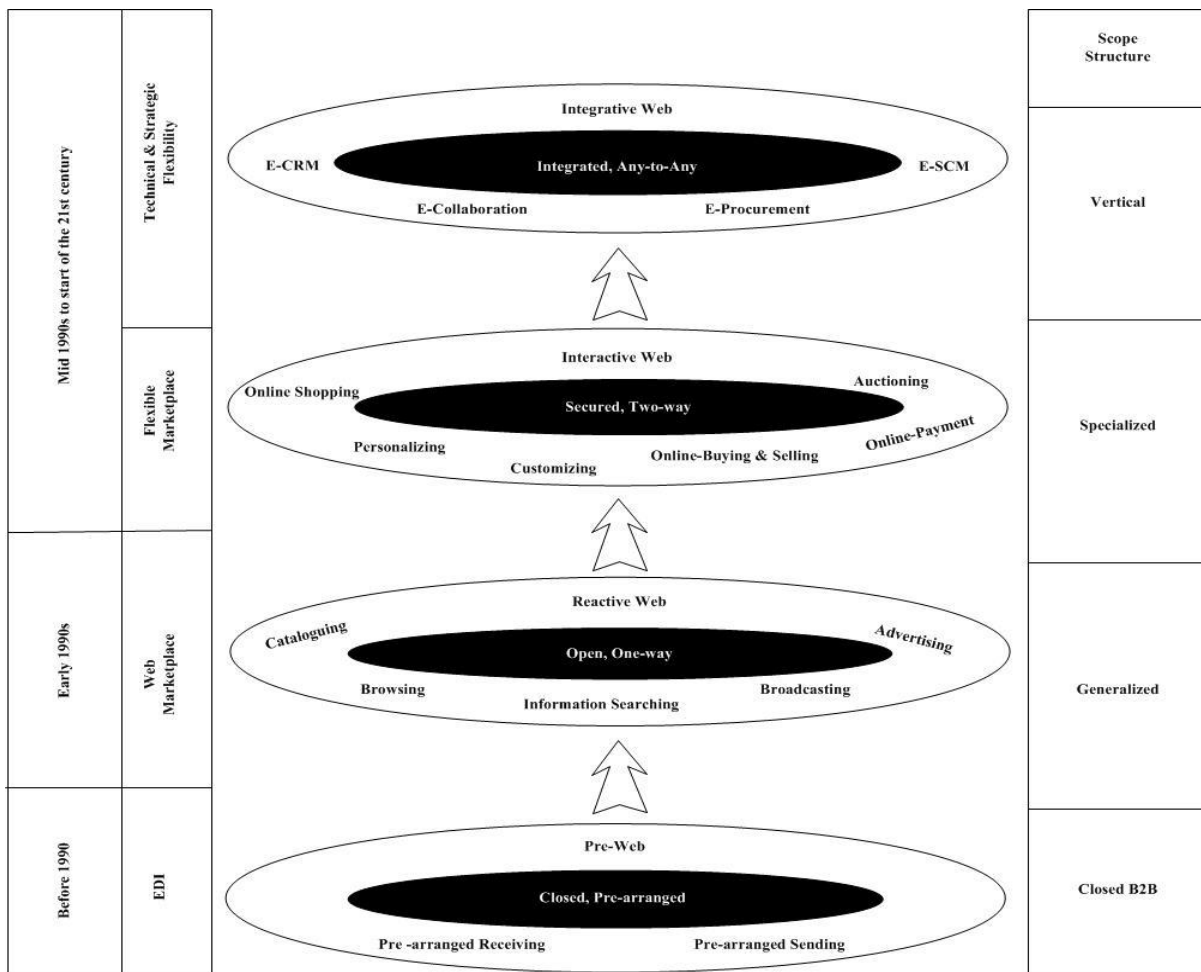 Scope
Structure
Integrative Web
E-CRM
Integrated, Any-to-Any
E-SCM
E-Collaboration
E-Procurement
Technical & Strategic
Flexibility
Vertical
Mid 1990s to start of the 21st century
Interactive Web
Online Shopping
Auctioning
Secured, Two-way
Personalizing
Customizing
Online-Buying & Selling
Online-Payment
Flexible
Marketplace
Specialized
Reactive Web
Cataloguing
Advertising
Open, One-way
Browsing
Broadcasting
Information Searching
Early 1990s
Web
Marketplace
Generalized
Pre-Web
Closed, Pre-arranged
Pre -arranged Receiving
Pre-arranged Sending
Before 1990
EDI
Closed B2B